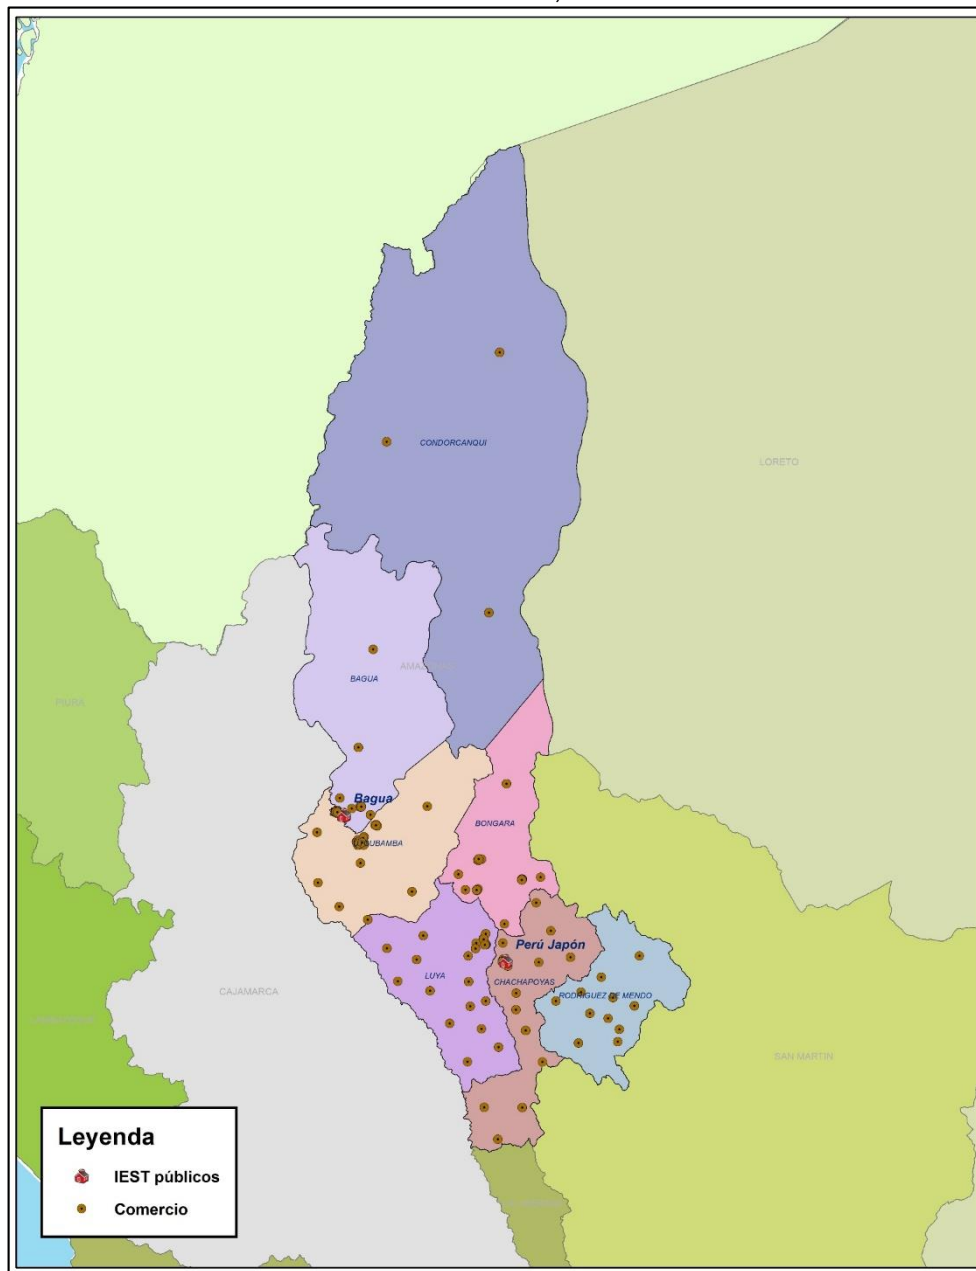 CONDORCANQUI
LORETO
BAGUA
PIURA
Bagua
BONGARA
Perú Japón
LUYA
CHACHAPOYAS
RODRIGUEZ DE MENDO
CAJAMARCA
SAN MARTIN
Leyenda
IEST públicos
Comercio